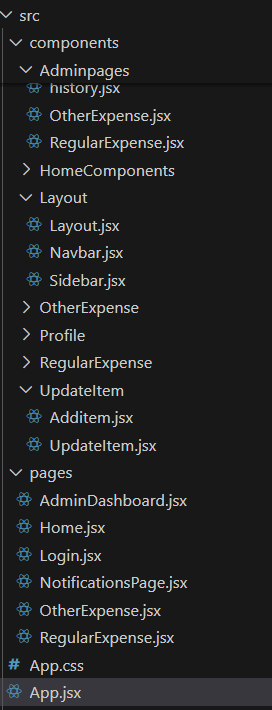 src
components
Adminpages
history.jsx
OtherExpense.jsx
RegularExpense.jsx
HomeComponents
Layout
Layout.jsx
Navbar.jsx
Sidebar.jsx
OtherExpense
Profile
RegularExpense
UpdateItem
Additem.jsx
UpdateItem.jsx
pages
AdminDashboard.jsx
Home.jsx
Login.jsx
NotificationsPage.jsx
OtherExpense.jsx
RegularExpense.jsx
# App.css
App.jsx